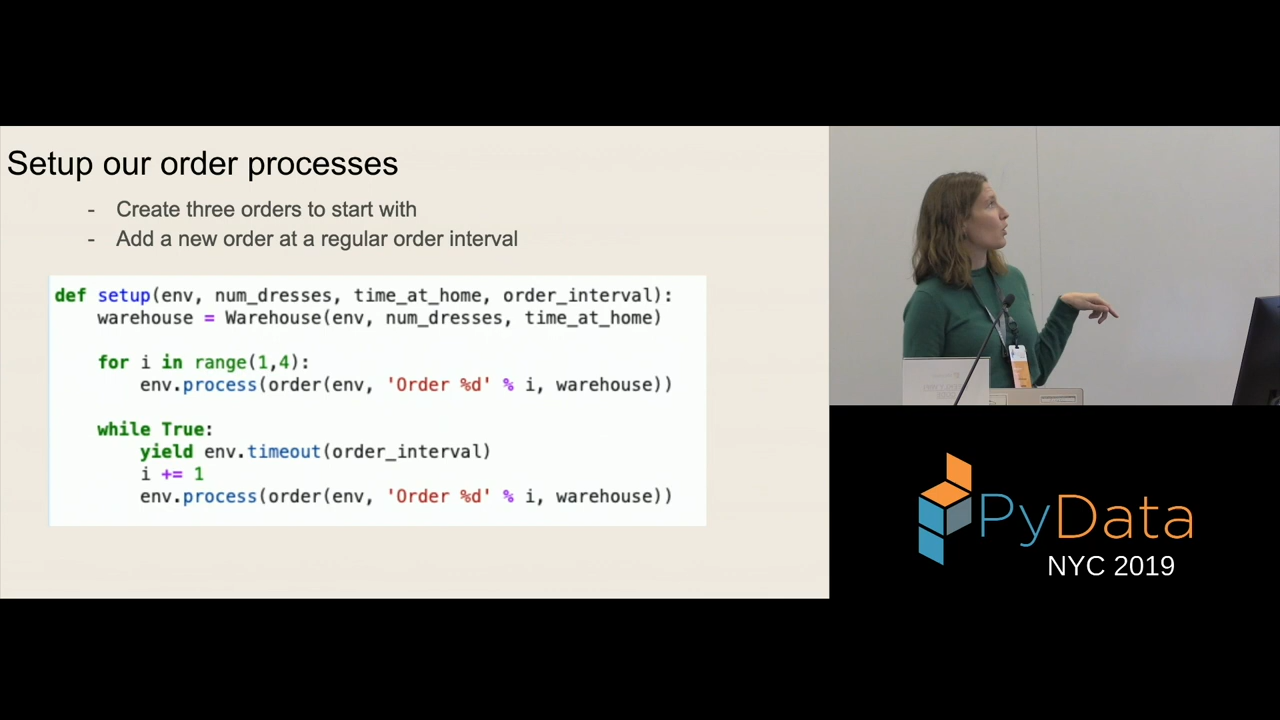 Setup our order processes
- Create three orders to start with
- Add a new order at a regular order interval
def setup(env, num_dresses, time_at_home, order_interval):
    warehouse = Warehouse(env, num_dresses, time_at_home)
    for i in range(1,4):
        env.process(order(env, 'Order %d' % i, warehouse))
    while True:
        yield env.timeout(order_interval)
        i += 1
        env.process(order(env, 'Order %d' % i, warehouse))
PyData
NYC 2019